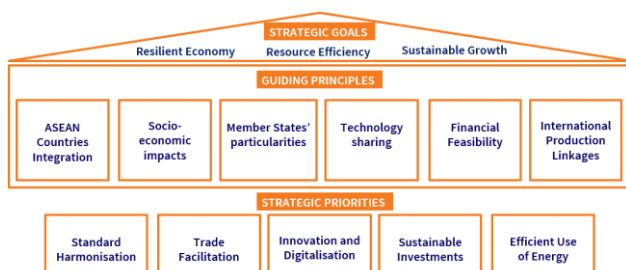 STRATEGIC GOALS
Resilient Economy
Resource Efficiency
Sustainable Growth
GUIDING PRINCIPLES
ASEAN
Countries
Integration
Socio-
economic
impacts
Member States'
particularities
Technology
sharing
Financial
Feasibility
International
Production
Linkages
STRATEGIC PRIORITIES
Standard
Harmonisation
Trade
Facilitation
Innovation and
Digitalisation
Sustainable
Investments
Efficient Use
of Energy